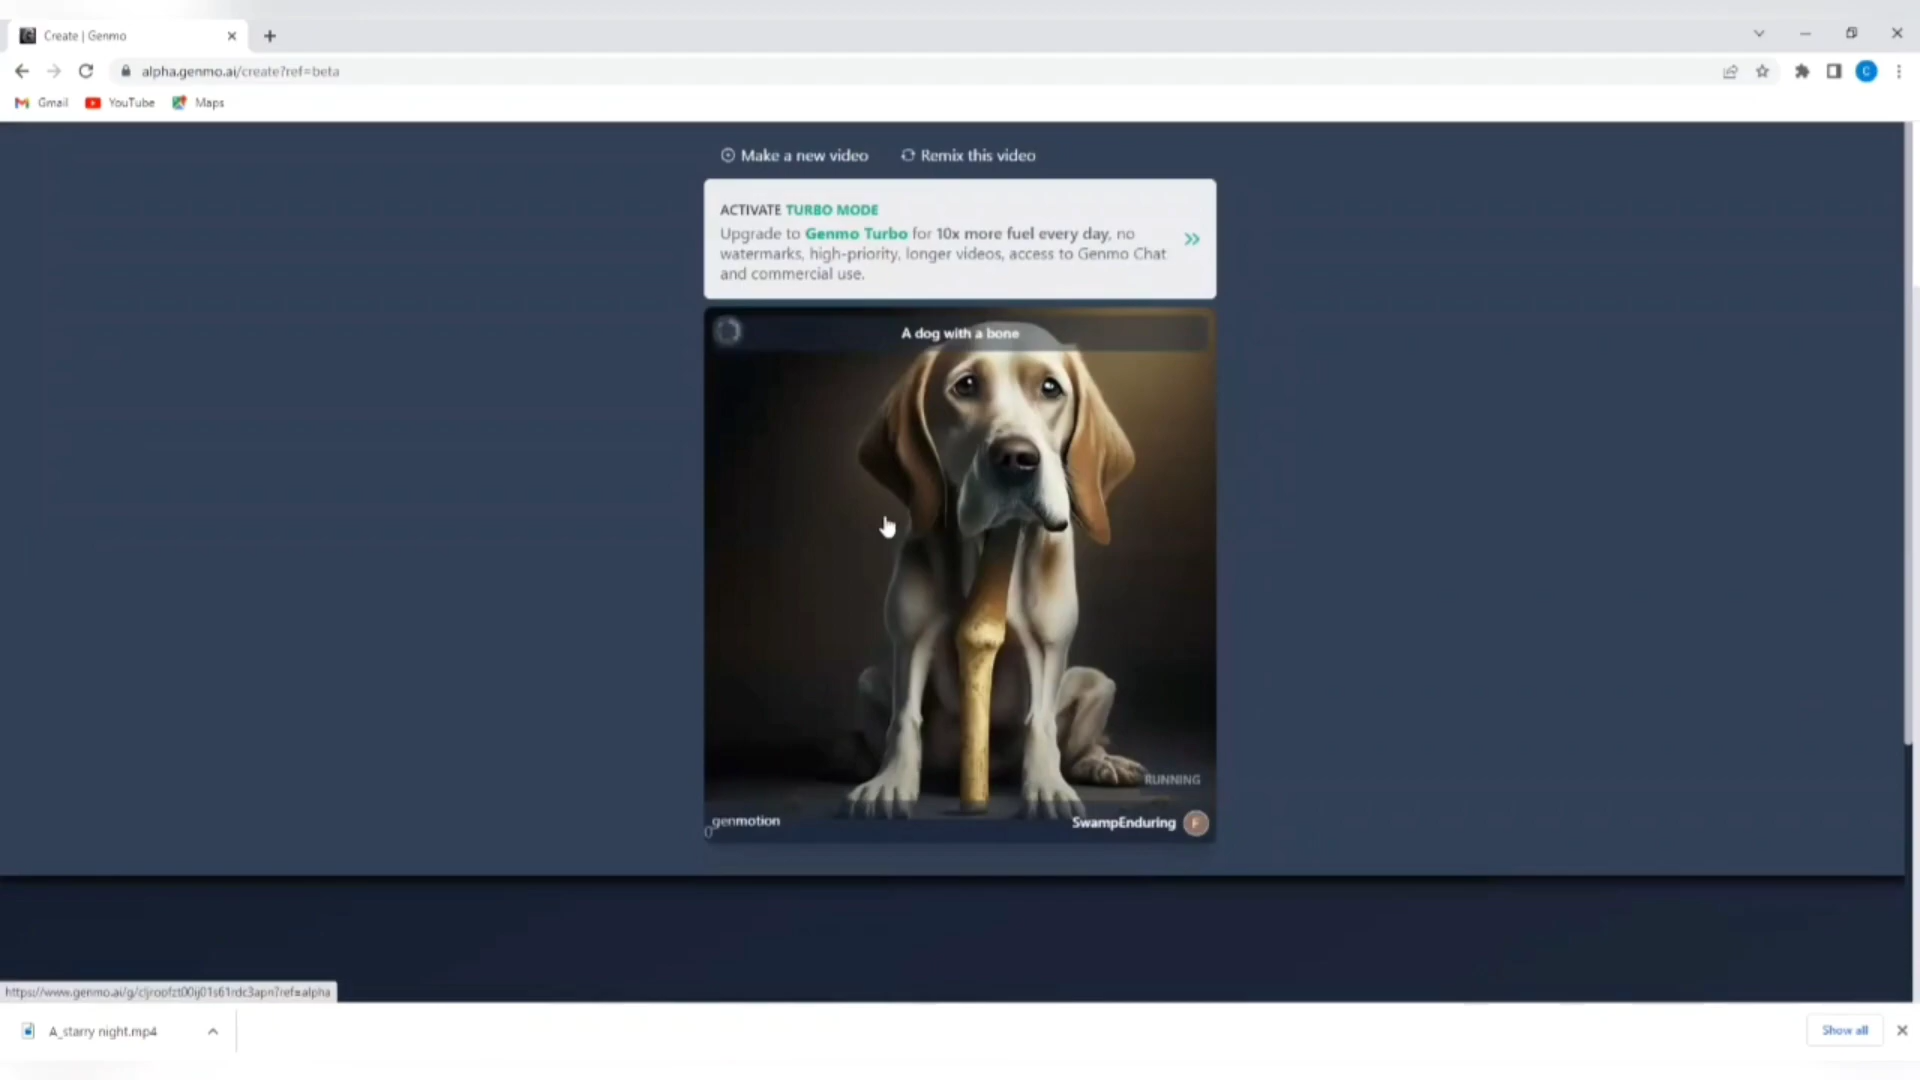 Create | Genmo
alpha.genmo.ai/create?ref=beta
C
Gmail
YouTube
Maps
Make a new video
Remix this video
ACTIVATE TURBO MODE
Upgrade to Genmo Turbo for 10x more fuel every day, no
watermarks, high-priority, longer videos, access to Genmo Chat
and commercial use.
A dog with a bone
RUNNING
genmotion
SwampEnduring
F
0
A_starry night.mp4
Show all